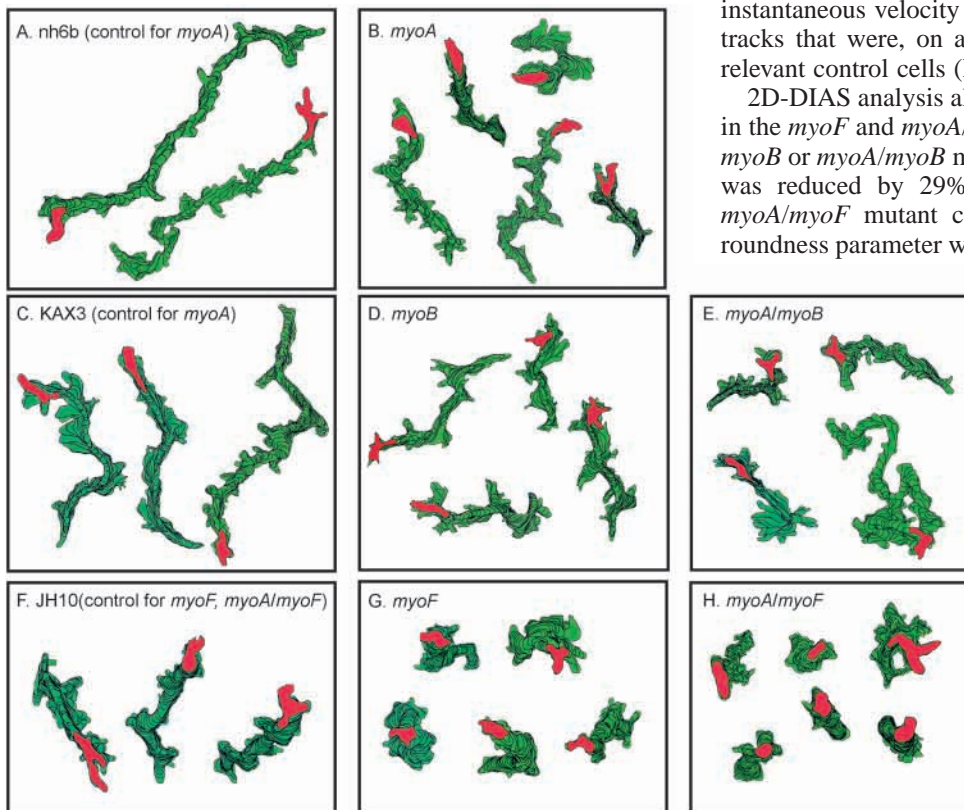 A. nh6b (control for myoA)
B. myoA
instantaneous velocity
tracks that were, on a
relevant control cells (
2D-DIAS analysis al
in the myoF and myoA/
myoB or myoA/myoB m
was reduced by 29%
myoA/myoF mutant c
roundness parameter w
C. KAX3 (control for myoA)
D. myoB
E. myoA/myoB
F. JH10(control for myoF, myoA/myoF)
G. myoF
H. myoA/myoF